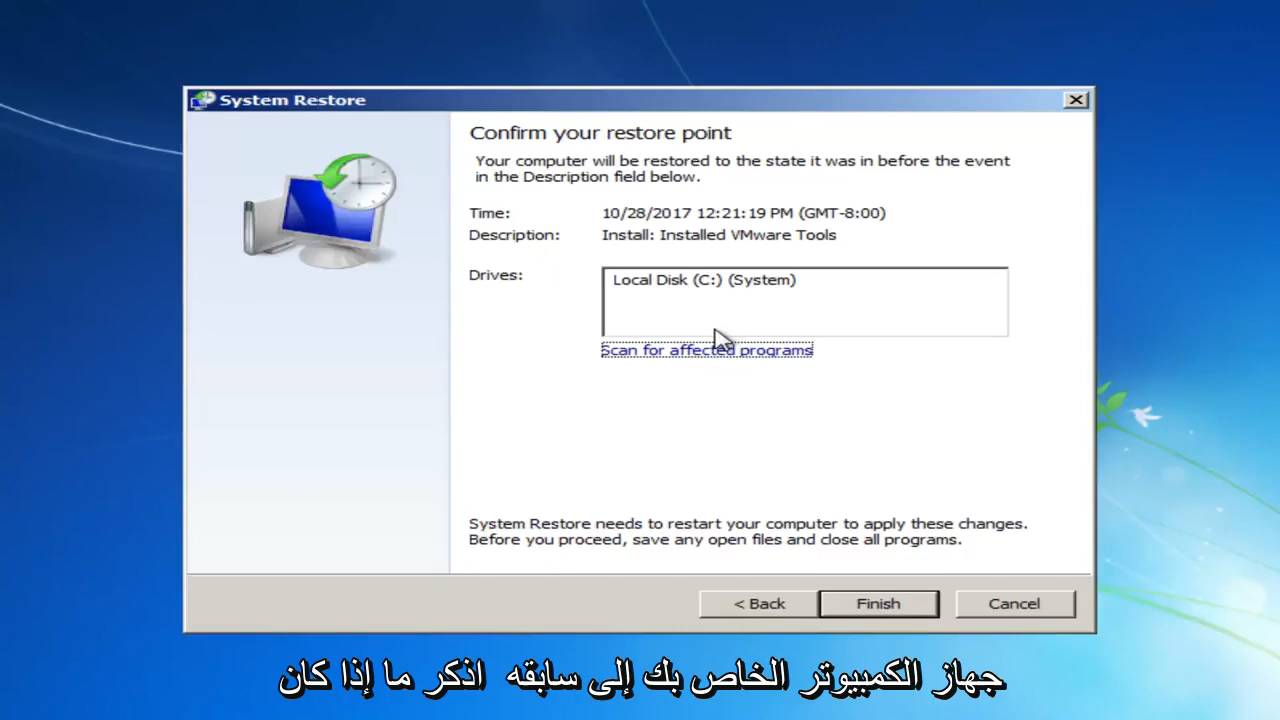 System Restore
Confirm your restore point
Your computer will be restored to the state it was in before the event
in the Description field below.
Time: 10/28/2017 12:21:19 PM (GMT-8:00)
Description: Install: Installed VMware Tools
Drives: Local Disk (C:) (System)
Scan for affected programs
System Restore needs to restart your computer to apply these changes.
Before you proceed, save any open files and close all programs.
< Back Finish Cancel
جهاز الكمبيوتر الخاص بك إلى سابقه اذكر ما إذا كان